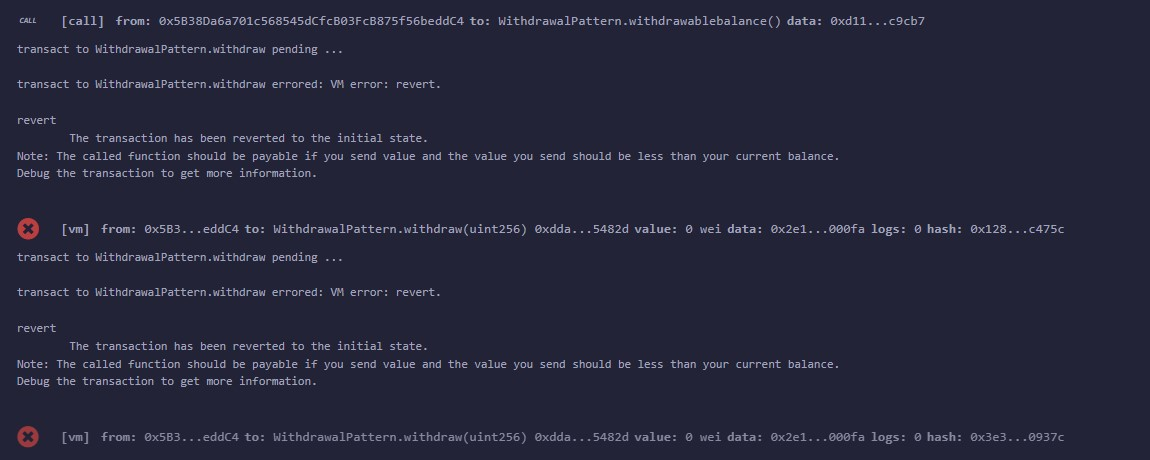 CALL [call] from: 0x5B38Da6a701c568545dCfcB03FcB875f56beddC4 to: WithdrawalPattern.withdrawablebalance() data: 0xd11...c9cb7
transact to WithdrawalPattern.withdraw pending ...
transact to WithdrawalPattern.withdraw errored: VM error: revert.
revert
The transaction has been reverted to the initial state.
Note: The called function should be payable if you send value and the value you send should be less than your current balance.
Debug the transaction to get more information.
[vm] from: 0x5B3...eddC4 to: WithdrawalPattern.withdraw(uint256) 0xdda...5482d value: 0 wei data: 0x2e1...000fa logs: 0 hash: 0x128...c475c
transact to WithdrawalPattern.withdraw pending ...
transact to WithdrawalPattern.withdraw errored: VM error: revert.
revert
The transaction has been reverted to the initial state.
Note: The called function should be payable if you send value and the value you send should be less than your current balance.
Debug the transaction to get more information.
[vm] from: 0x5B3...eddC4 to: WithdrawalPattern.withdraw(uint256) 0xdda...5482d value: 0 wei data: 0x2e1...000fa logs: 0 hash: 0x3e3...0937c